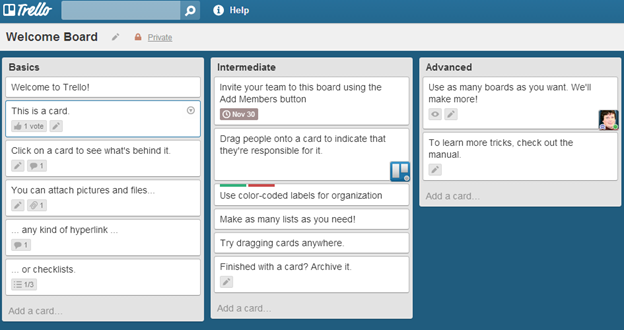 Trello
Help
Welcome Board
Private
Basics
Welcome to Trello!
This is a card.
1 vote
Click on a card to see what's behind it.
1
You can attach pictures and files...
1
... any kind of hyperlink ...
1
... or checklists.
1/3
Add a card...
Intermediate
Invite your team to this board using the
Add Members button
Nov 30
Drag people onto a card to indicate that
they're responsible for it.
Use color-coded labels for organization
Make as many lists as you need!
Try dragging cards anywhere.
Finished with a card? Archive it.
Add a card...
Advanced
Use as many boards as you want. We'll
make more!
To learn more tricks, check out the
manual.
Add a card...